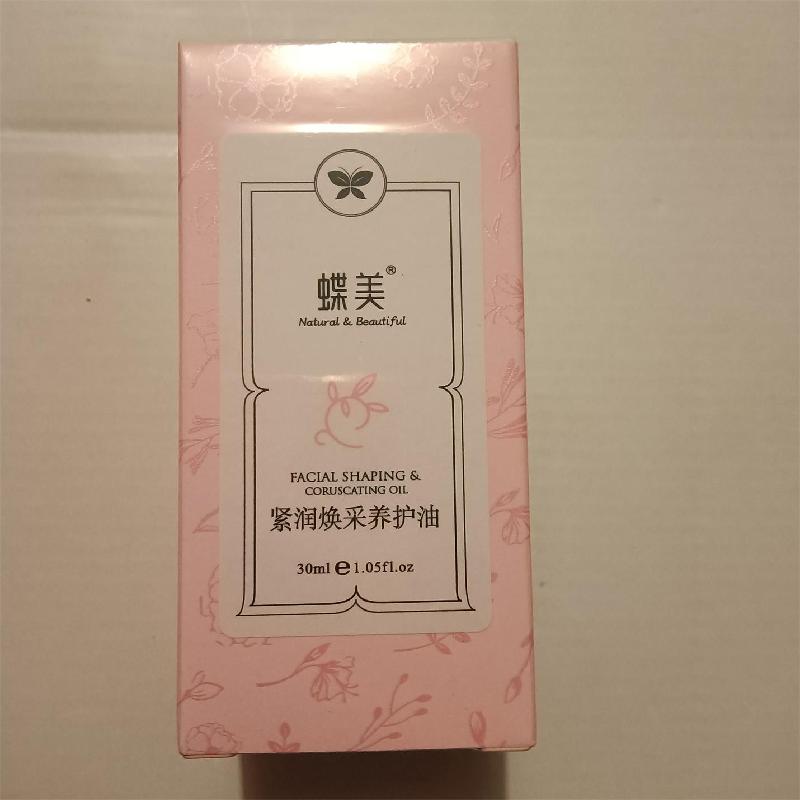 蝶美®
Natural & Beautiful
FACIAL SHAPING &
CORUSCATING OIL
紧润焕采养护油
30ml ℮ 1.05fl.oz